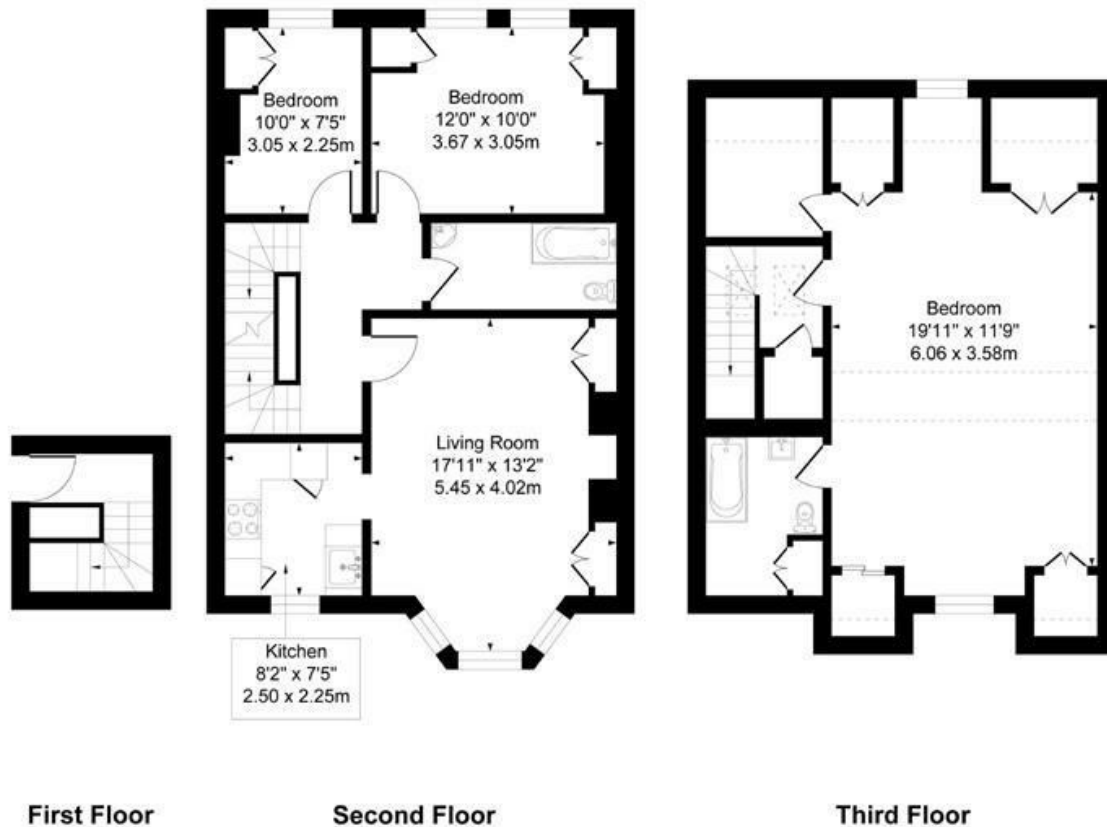 Bedroom
10'0" x 7'5"
3.05 x 2.25m
Bedroom
12'0" x 10'0"
3.67 x 3.05m
Bedroom
19'11" x 11'9"
6.06 x 3.58m
Living Room
17'11" x 13'2"
5.45 x 4.02m
Kitchen
8'2" x 7'5"
2.50 x 2.25m
First Floor
Second Floor
Third Floor